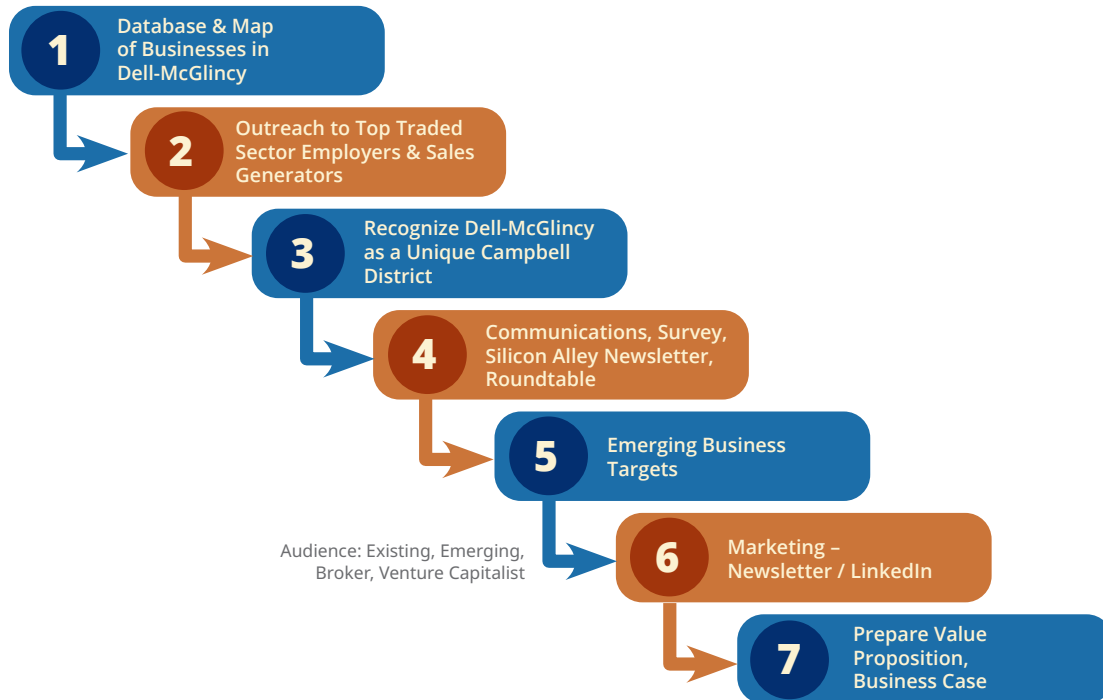 1
Database & Map
of Businesses in
Dell-McGlincy
2
Outreach to Top Traded
Sector Employers & Sales
Generators
3
Recognize Dell-McGlincy
as a Unique Campbell
District
4
Communications, Survey,
Silicon Alley Newsletter,
Roundtable
5
Emerging Business
Targets
Audience: Existing, Emerging,
Broker, Venture Capitalist
6
Marketing –
Newsletter / LinkedIn
7
Prepare Value
Proposition,
Business Case